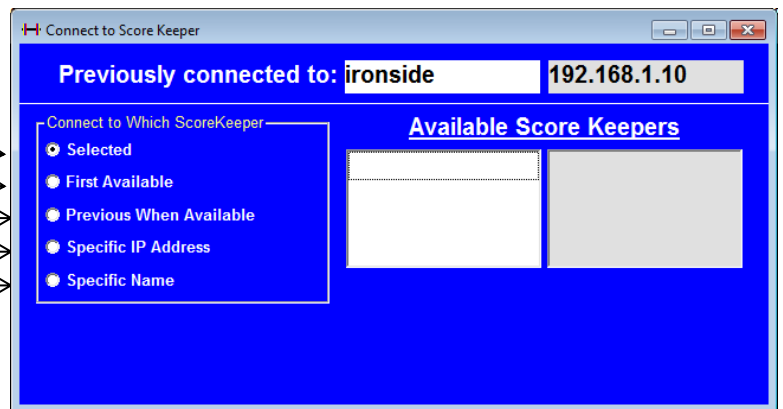 Connect to Score Keeper
Previously connected to: ironside 192.168.1.10
Connect to Which ScoreKeeper
Available Score Keepers
Selected
First Available
Previous When Available
Specific IP Address
Specific Name